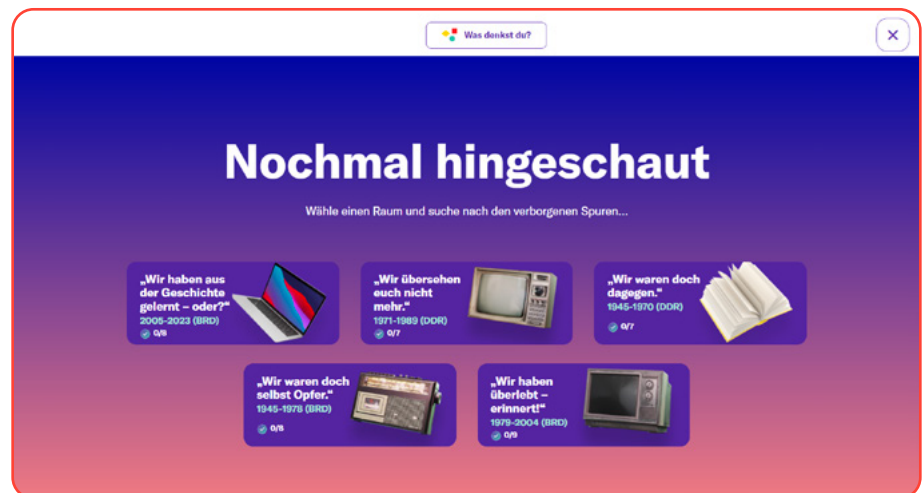 Was denkst du?
Nochmal hingeschaut
Wähle einen Raum und suche nach den verborgenen Spuren...
„Wir haben aus
der Geschichte
gelernt – oder?“
2005-2023 (BRD)
0/8
„Wir übersehen
euch nicht
mehr.“
1971-1989 (DDR)
0/7
„Wir waren doch
dagegen.“
1945-1970 (DDR)
0/7
„Wir waren doch
selbst Opfer.“
1945-1978 (BRD)
0/8
„Wir haben
überlebt –
erinnert!“
1979-2004 (BRD)
0/9